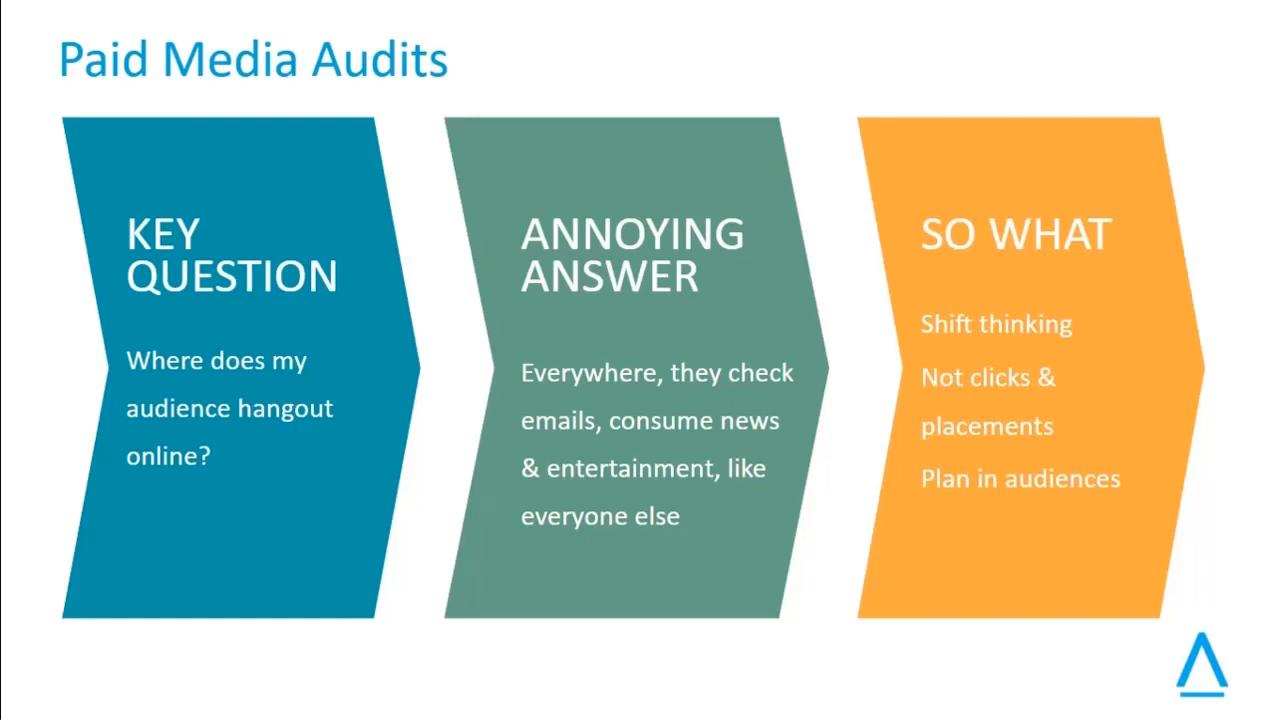 Paid Media Audits
KEY
QUESTION
Where does my
audience hangout
online?
ANNOYING
ANSWER
Everywhere, they check
emails, consume news
& entertainment, like
everyone else
SO WHAT
Shift thinking
Not clicks &
placements
Plan in audiences